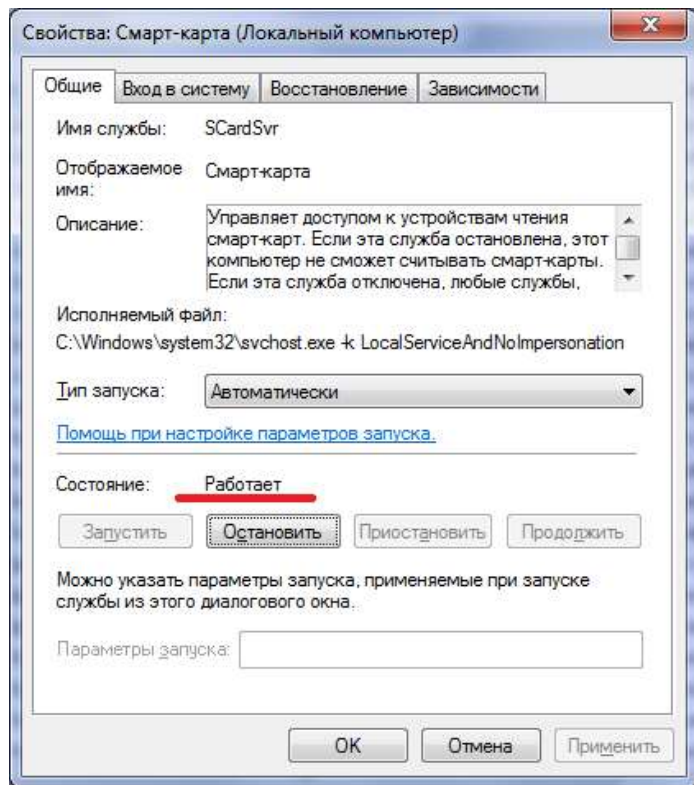 Свойства: Смарт-карта (Локальный компьютер)
Общие Вход в систему Восстановление Зависимости
Имя службы: SCardSvr
Отображаемое имя: Смарт-карта
Описание: Управляет доступом к устройствам чтения
смарт-карт. Если эта служба остановлена, этот
компьютер не сможет считывать смарт-карты.
Если эта служба отключена, любые службы,
Исполняемый файл:
C:\Windows\system32\svchost.exe -k LocalServiceAndNoImpersonation
Тип запуска: Автоматически
Помощь при настройке параметров запуска.
Состояние: Работает
Запустить Остановить Приостановить Продолжить
Можно указать параметры запуска, применяемые при запуске
службы из этого диалогового окна.
Параметры запуска:
OK Отмена Применить